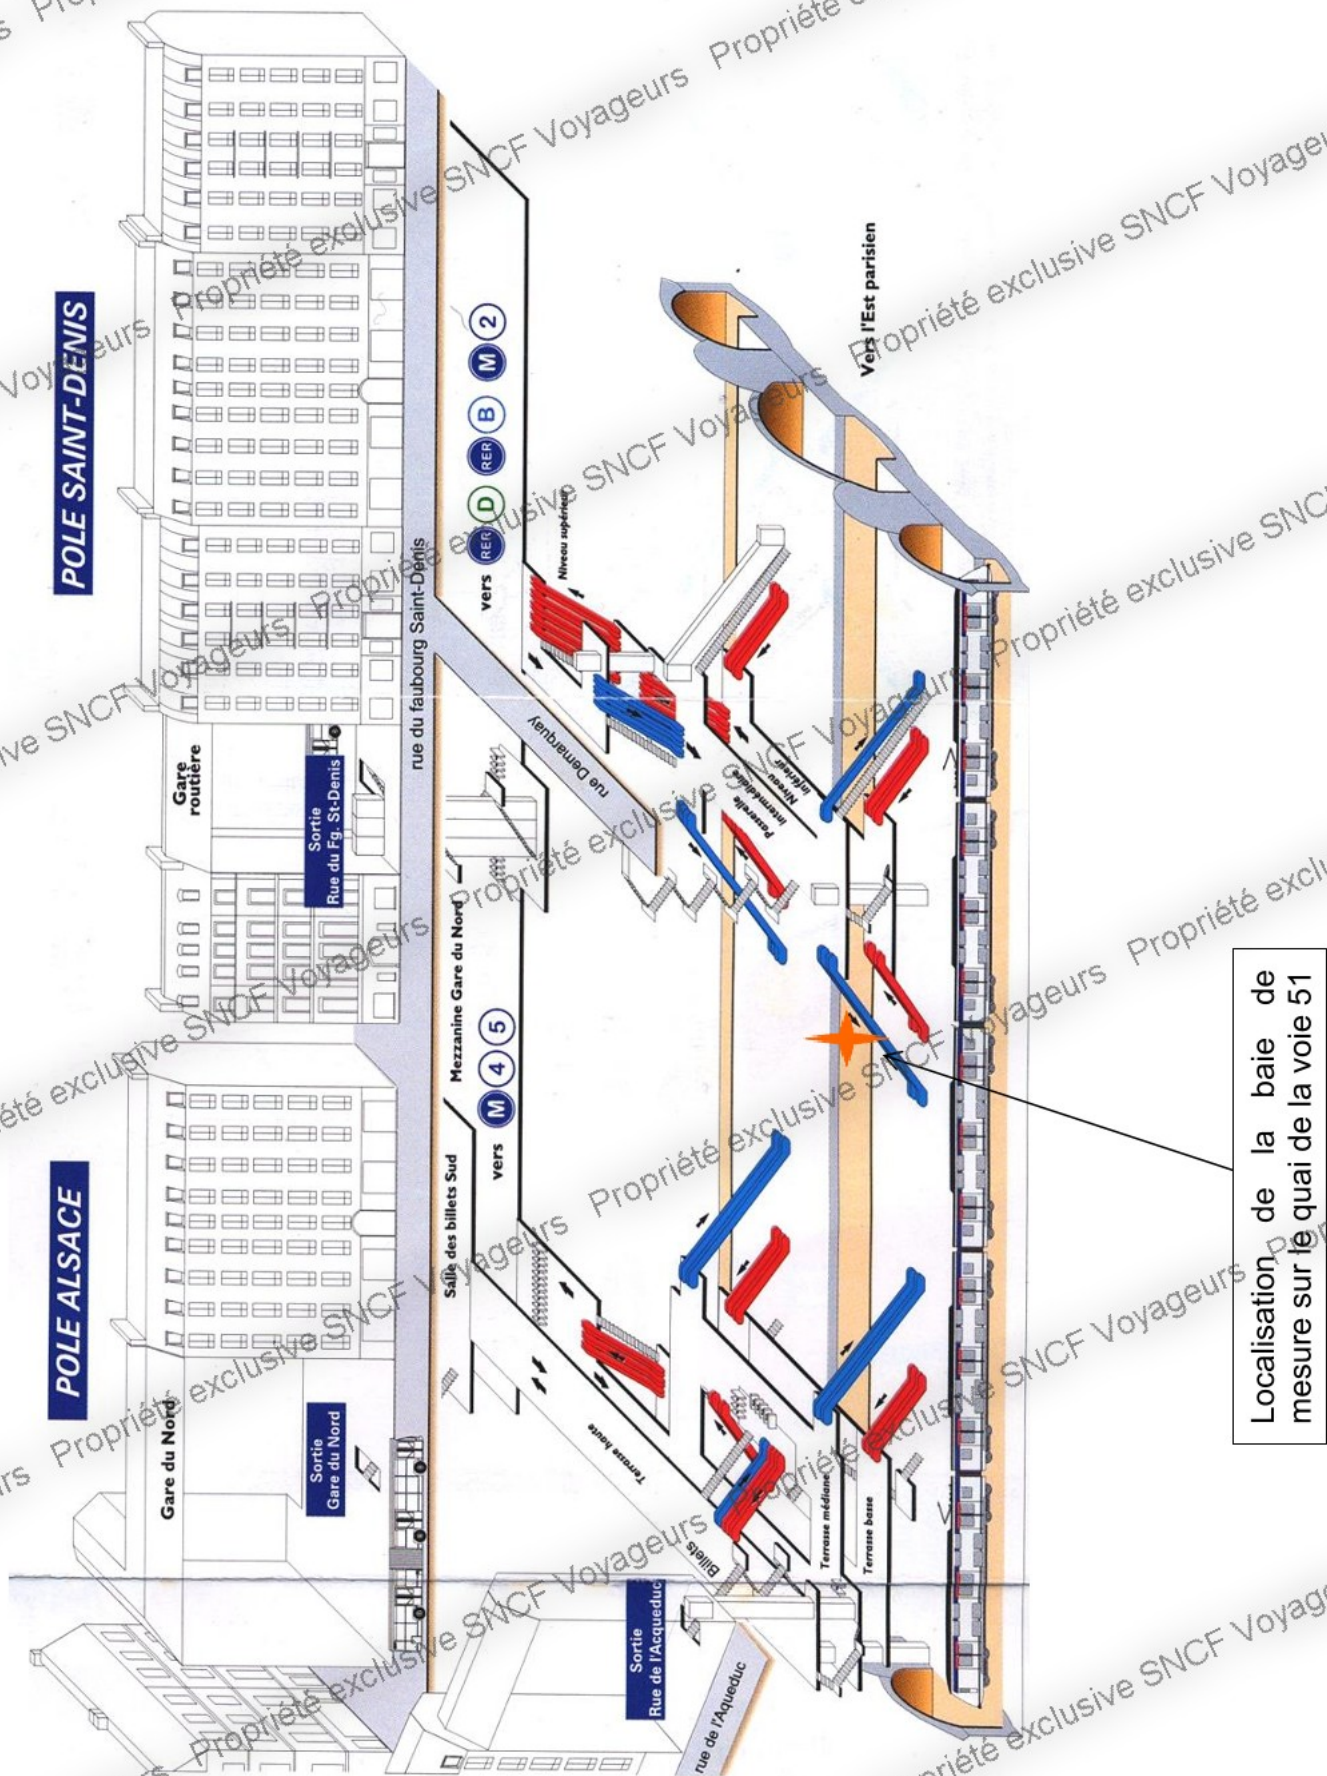 POLE ALSACE
POLE SAINT-DENIS
Gare du Nord
Gare
routière
Sortie
Gare du Nord
Sortie
Rue du Fg. St-Denis
rue du faubourg Saint-Denis
Salle des billets Sud
Mezzanine Gare du Nord
vers M 4 5
vers RER D RER B M 2
Niveau supérieur
rue Demarquay
Terrasse haute
Passerelle
intermédiaire
Niveau
inférieur
Billets
Sortie
Rue de l'Acqueduc
rue de l'Aqueduc
Terrasse médiane
Terrasse basse
Vers l'Est parisien
Localisation de la baie de
mesure sur le quai de la voie 51
Propriété exclusive SNCF Voyageurs